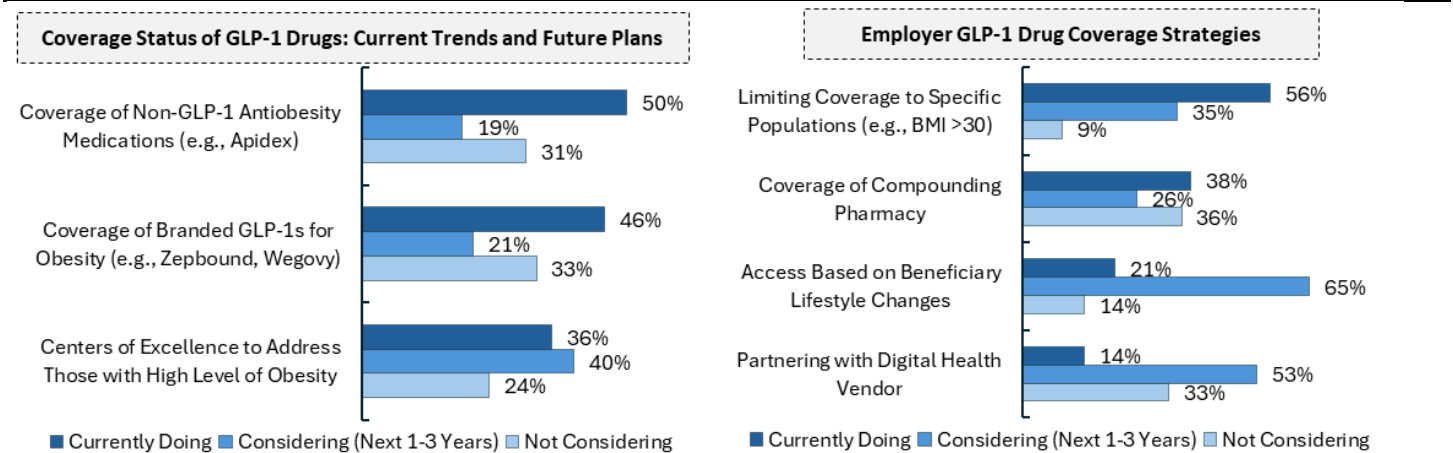 Coverage Status of GLP-1 Drugs: Current Trends and Future Plans
Coverage of Non-GLP-1 Antiobesity
Medications (e.g., Apidex)
50%
19%
31%
Coverage of Branded GLP-1s for
Obesity (e.g., Zepbound, Wegovy)
46%
21%
33%
Centers of Excellence to Address
Those with High Level of Obesity
36%
40%
24%
Currently Doing Considering (Next 1-3 Years) Not Considering
Employer GLP-1 Drug Coverage Strategies
Limiting Coverage to Specific
Populations (e.g., BMI >30)
56%
35%
9%
Coverage of Compounding
Pharmacy
38%
26%
36%
Access Based on Beneficiary
Lifestyle Changes
21%
65%
14%
Partnering with Digital Health
Vendor
14%
53%
33%
Currently Doing Considering (Next 1-3 Years) Not Considering